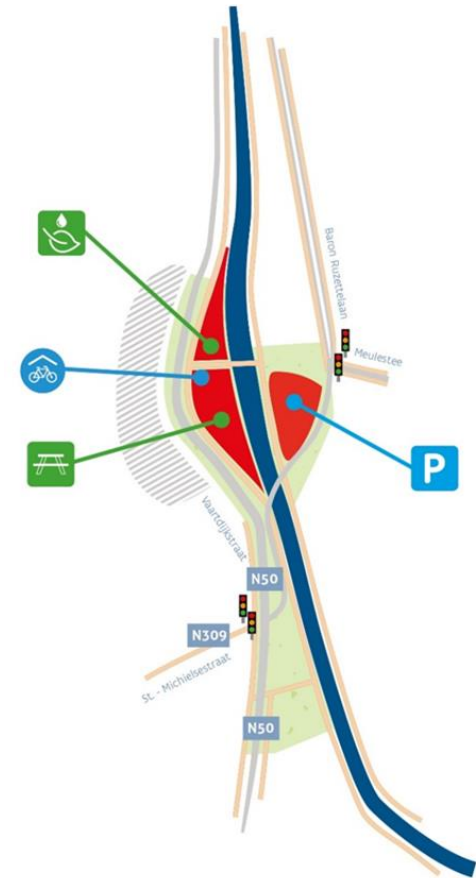 Baron Ruzettelaan
Meulestee
P
Vaartdijkstraat
N50
N309
St. - Michielsestraat
N50